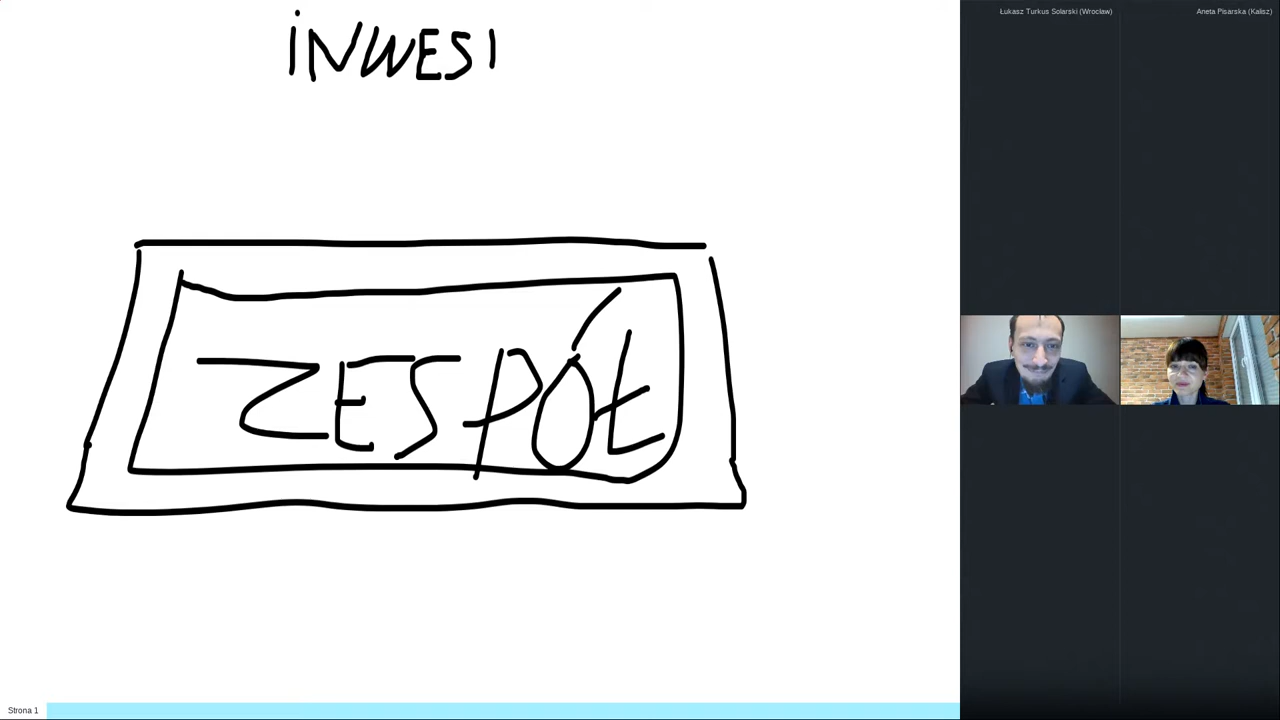 Łukasz Turkus Solarski (Wrocław)
Aneta Pisarska (Kalisz)
iNWESI
ZESPÓŁ
Strona 1